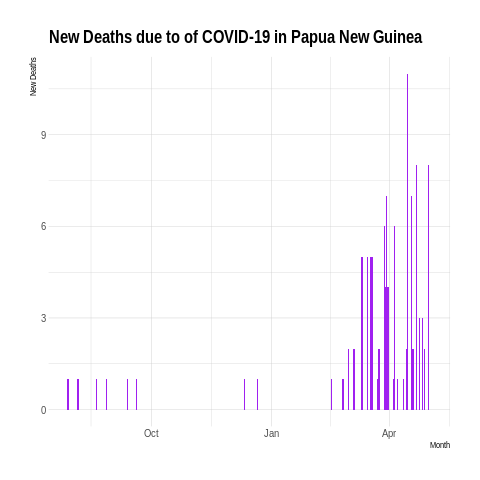 New Deaths due to of COVID-19 in Papua New Guinea
New Deaths
9
6
3
0
Oct Jan Apr
Month